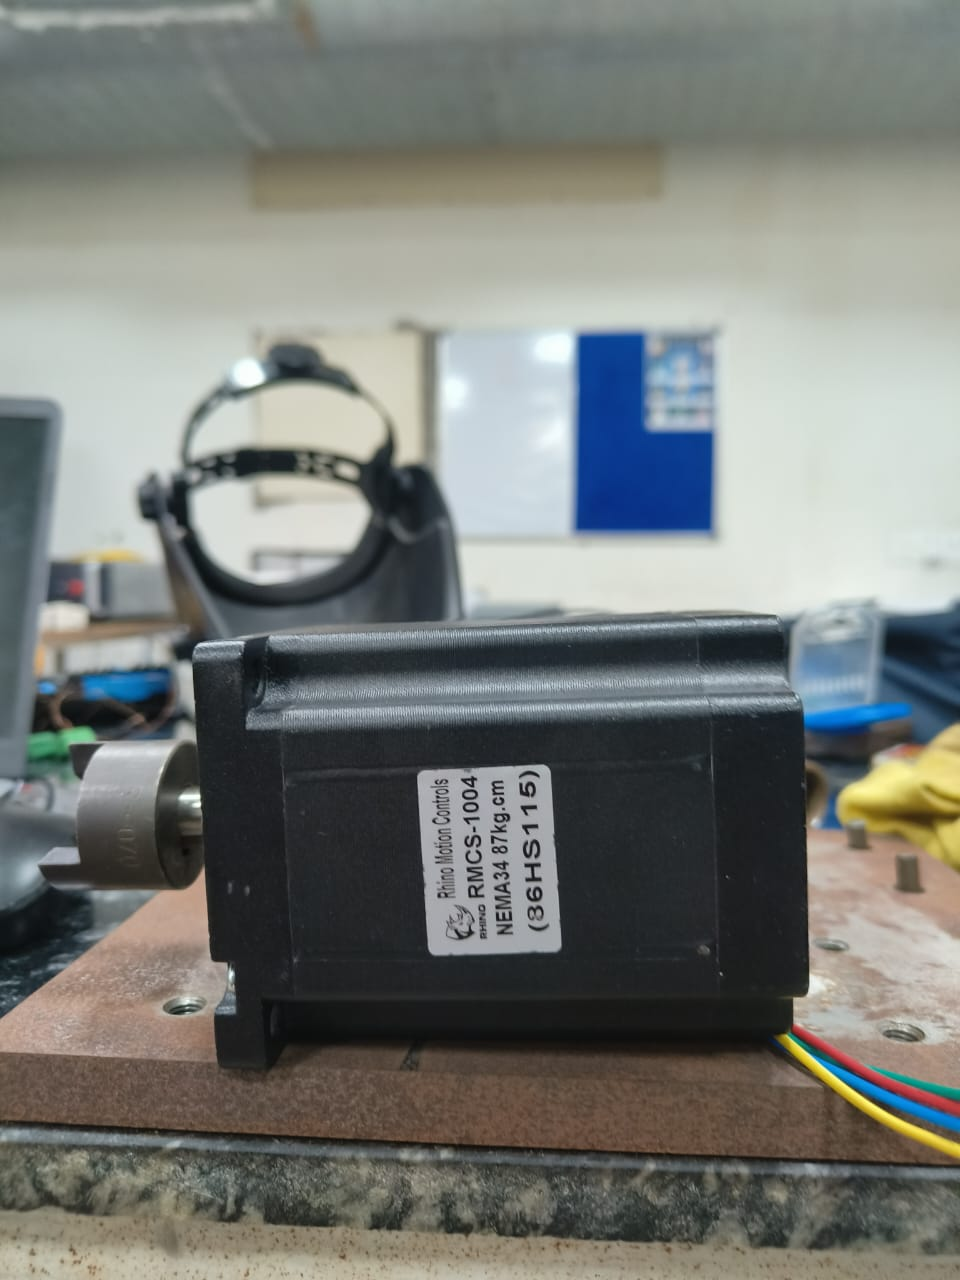 Rhino Motion Controls
RHINO
RMCS-1004
NEMA34 87kg.cm
(86HS115)